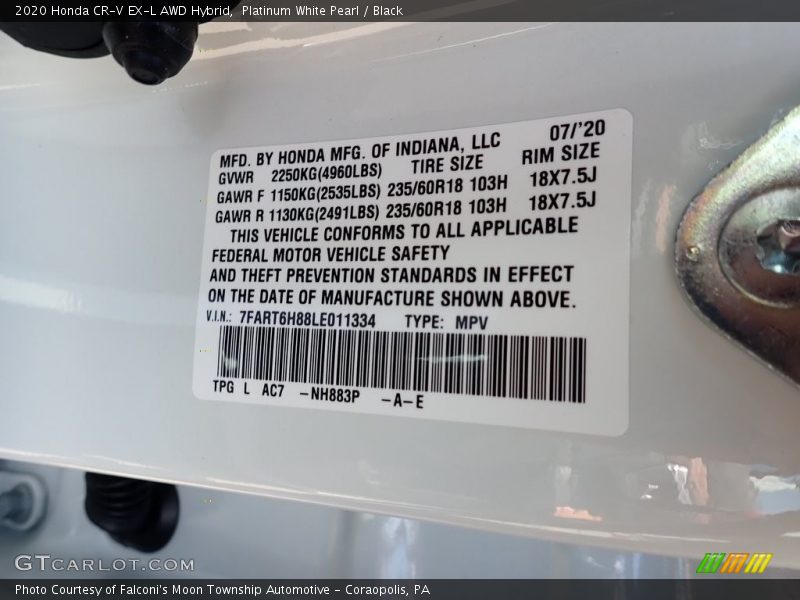 2020 Honda CR-V EX-L AWD Hybrid,  Platinum White Pearl / Black
MFD. BY HONDA MFG. OF INDIANA, LLC 07/'20
GVWR 2250KG(4960LBS) TIRE SIZE RIM SIZE
GAWR F 1150KG(2535LBS) 235/60R18 103H 18X7.5J
GAWR R 1130KG(2491LBS) 235/60R18 103H 18X7.5J
THIS VEHICLE CONFORMS TO ALL APPLICABLE
FEDERAL MOTOR VEHICLE SAFETY
AND THEFT PREVENTION STANDARDS IN EFFECT
ON THE DATE OF MANUFACTURE SHOWN ABOVE.
V.I.N.: 7FART6H88LE011334 TYPE: MPV
TPG L AC7 -NH883P -A-E
GTCARLOT.COM
Photo Courtesy of Falconi's Moon Township Automotive - Coraopolis, PA